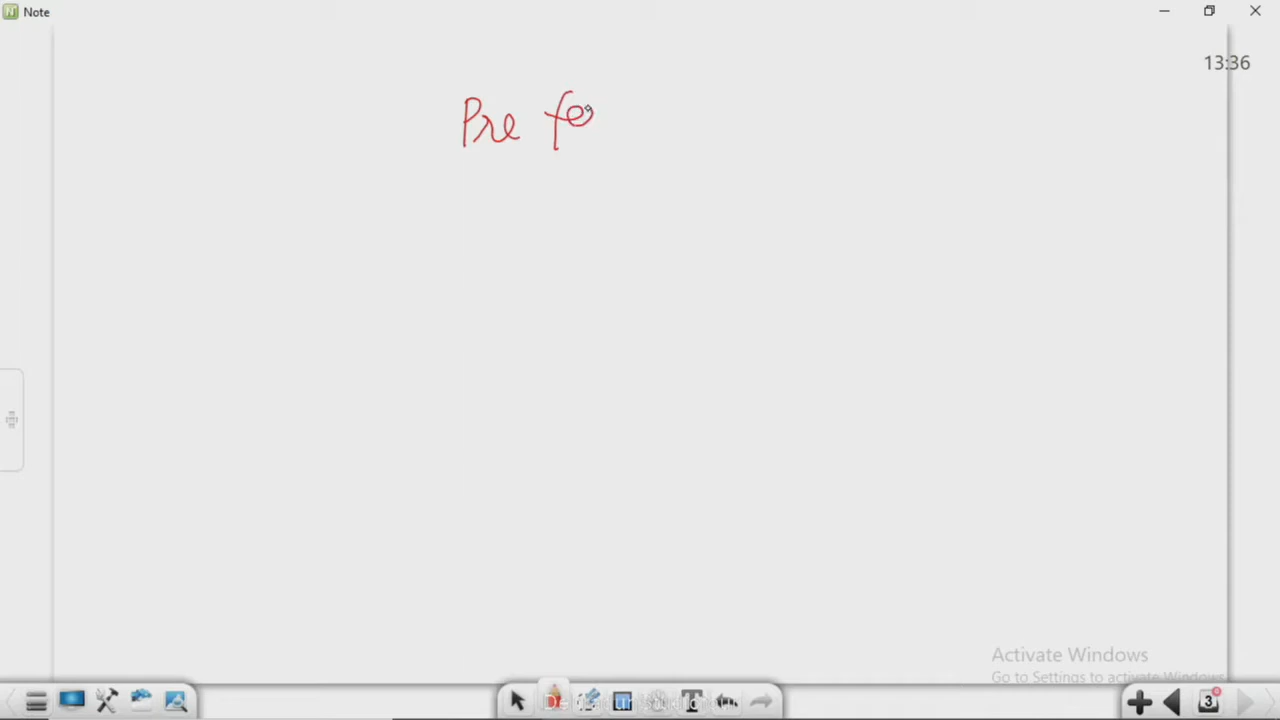 Note
13:36
Pre fe
Activate Windows
Go to Settings to activate Windows.
3